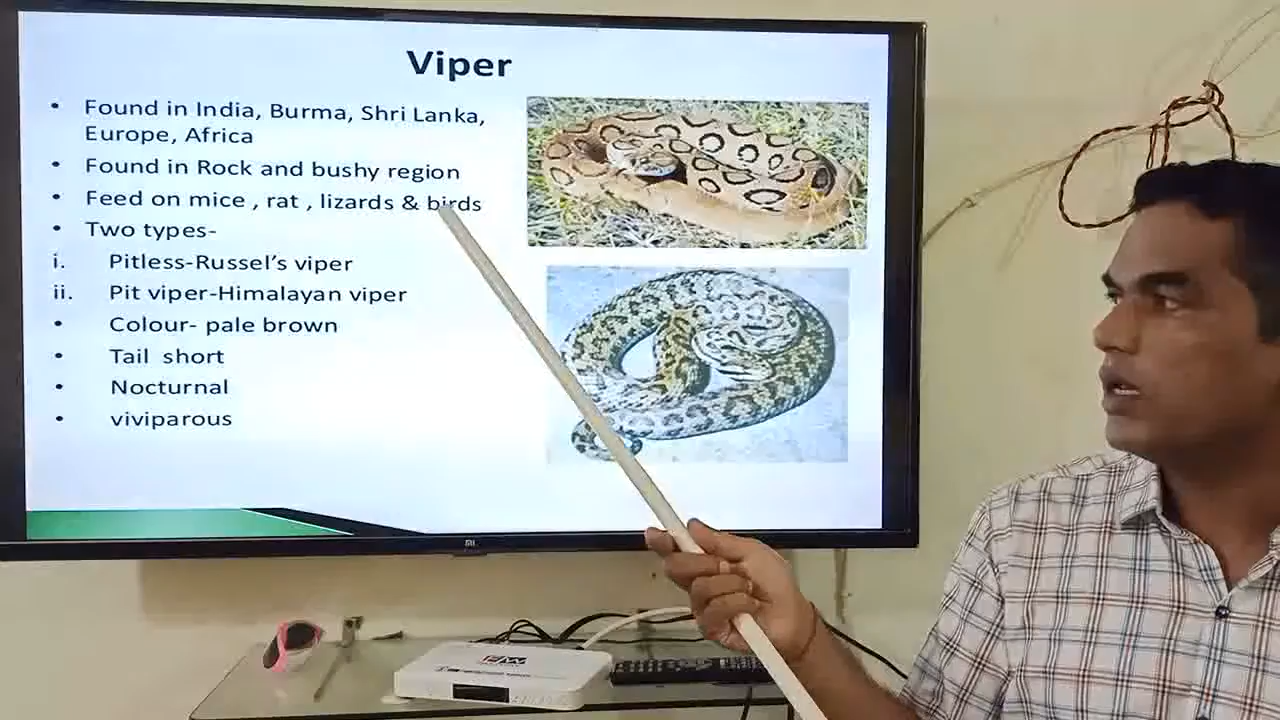 Viper
• Found in India, Burma, Shri Lanka,
Europe, Africa
• Found in Rock and bushy region
• Feed on mice , rat , lizards & birds
• Two types-
i. Pitless-Russel's viper
ii. Pit viper-Himalayan viper
• Colour- pale brown
• Tail short
• Nocturnal
• viviparous
mi